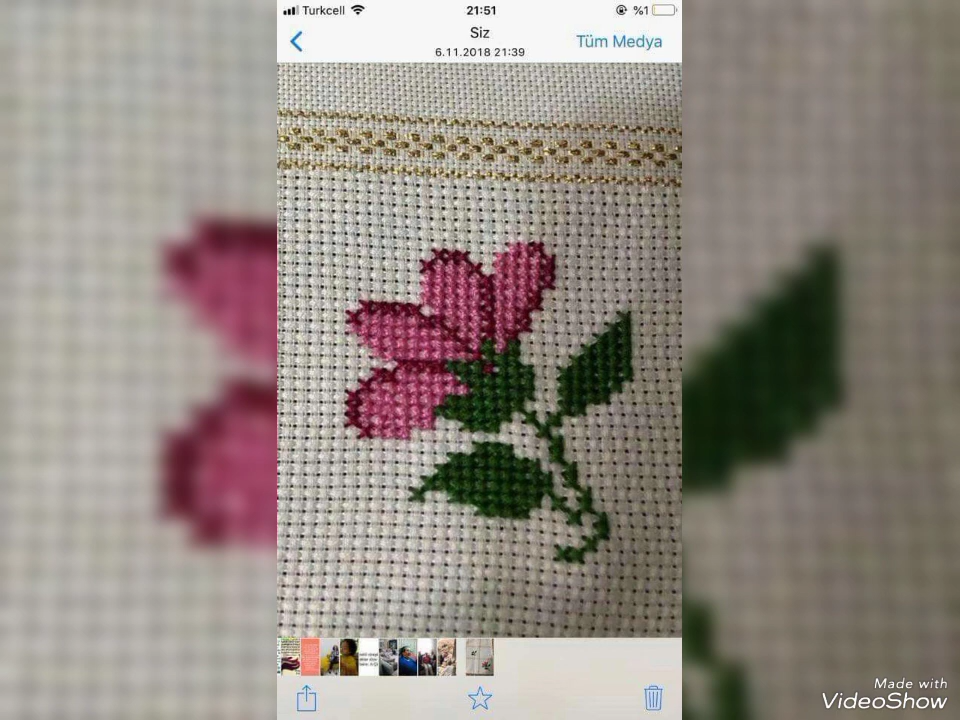 Turkcell 21:51 %1
Siz
6.11.2018 21:39
Tüm Medya
Made with
VideoShow